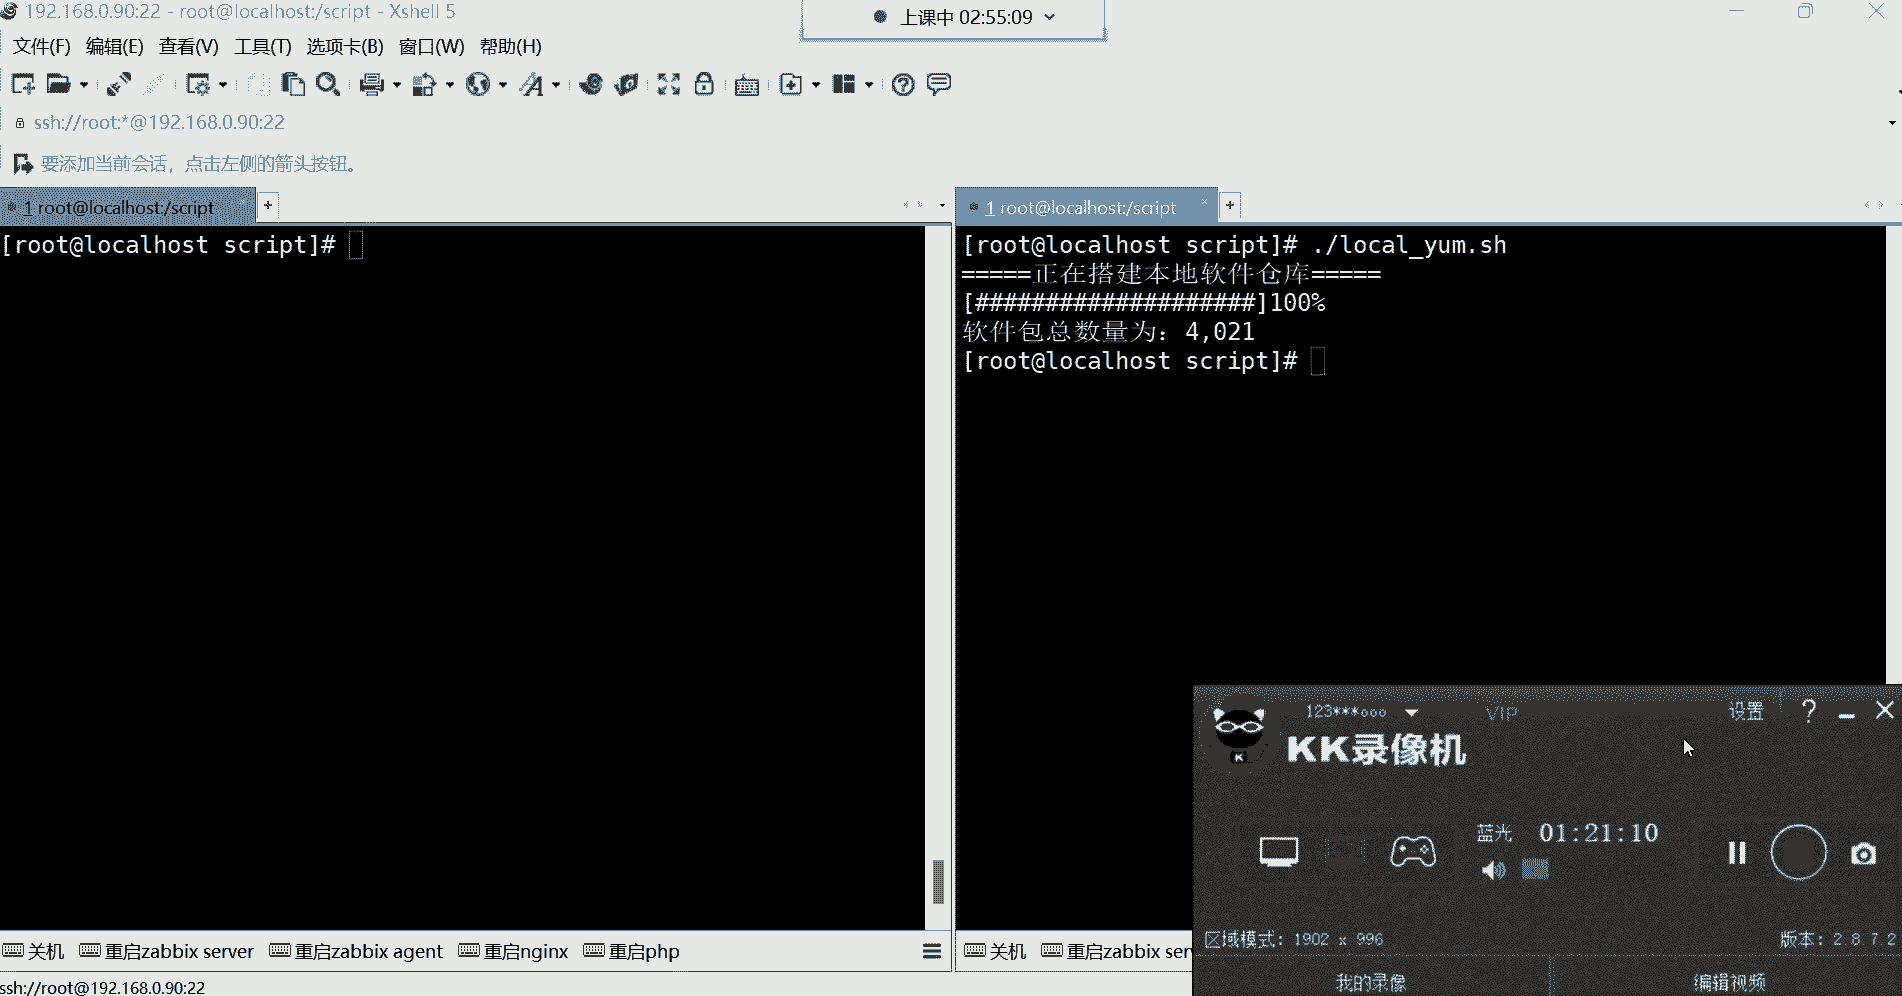 192.168.0.90:22 - root@localhost:/script - Xshell 5
上课中 02:55:09
文件(F) 编辑(E) 查看(V) 工具(T) 选项卡(B) 窗口(W) 帮助(H)
ssh://root:*@192.168.0.90:22
要添加当前会话，点击左侧的箭头按钮。
1 root@localhost:/script
[root@localhost script]#
1 root@localhost:/script
[root@localhost script]# ./local_yum.sh
=====正在搭建本地软件仓库=====
[####################]100%
软件包总数量为：4,021
[root@localhost script]#
123***ooo VIP 设置
KK录像机
蓝光 01:21:10
区域模式：1902 x 996 版本：2.8.7.2
我的录像 编辑视频
关机 重启zabbix server 重启zabbix agent 重启nginx 重启php
关机 重启zabbix ser
ssh://root@192.168.0.90:22